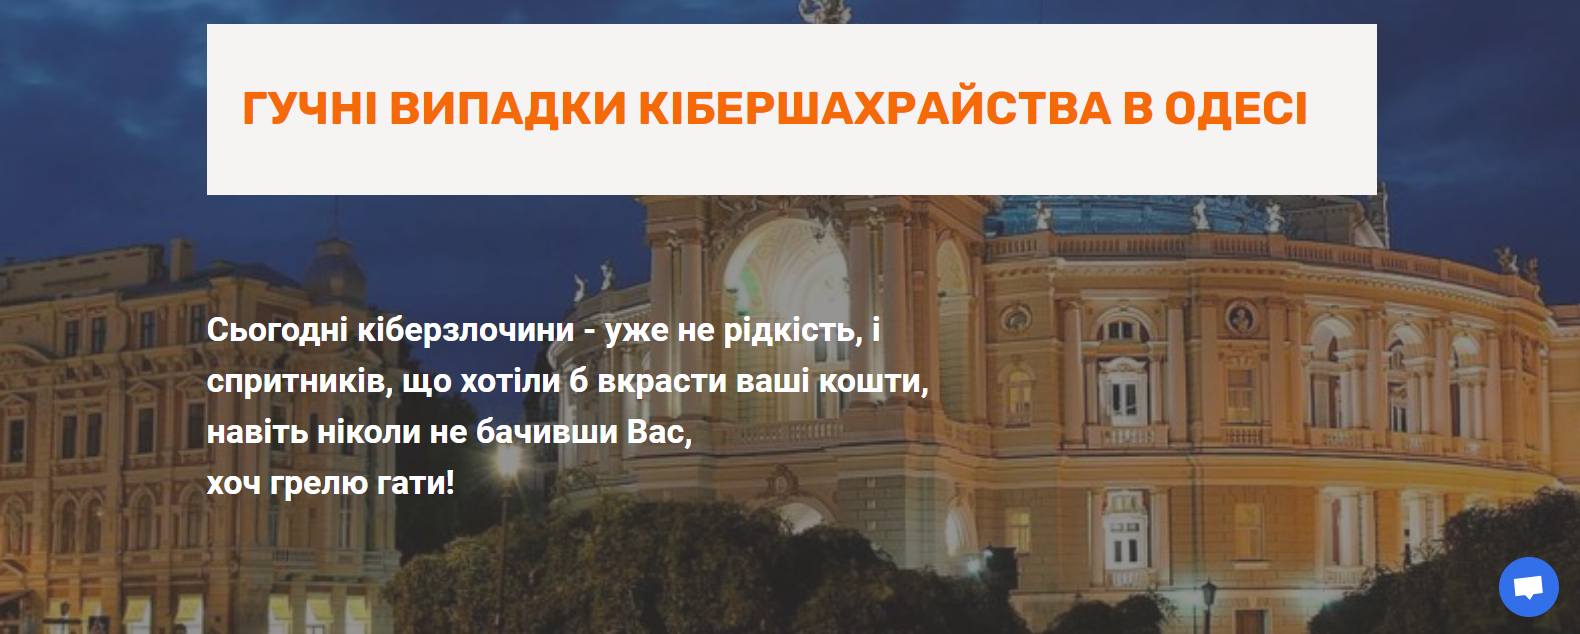 ГУЧНІ ВИПАДКИ КІБЕРШАХРАЙСТВА В ОДЕСІ
Сьогодні кіберзлочини - уже не рідкість, і
спритників, що хотіли б вкрасти ваші кошти,
навіть ніколи не бачивши Вас,
хоч грелю гати!